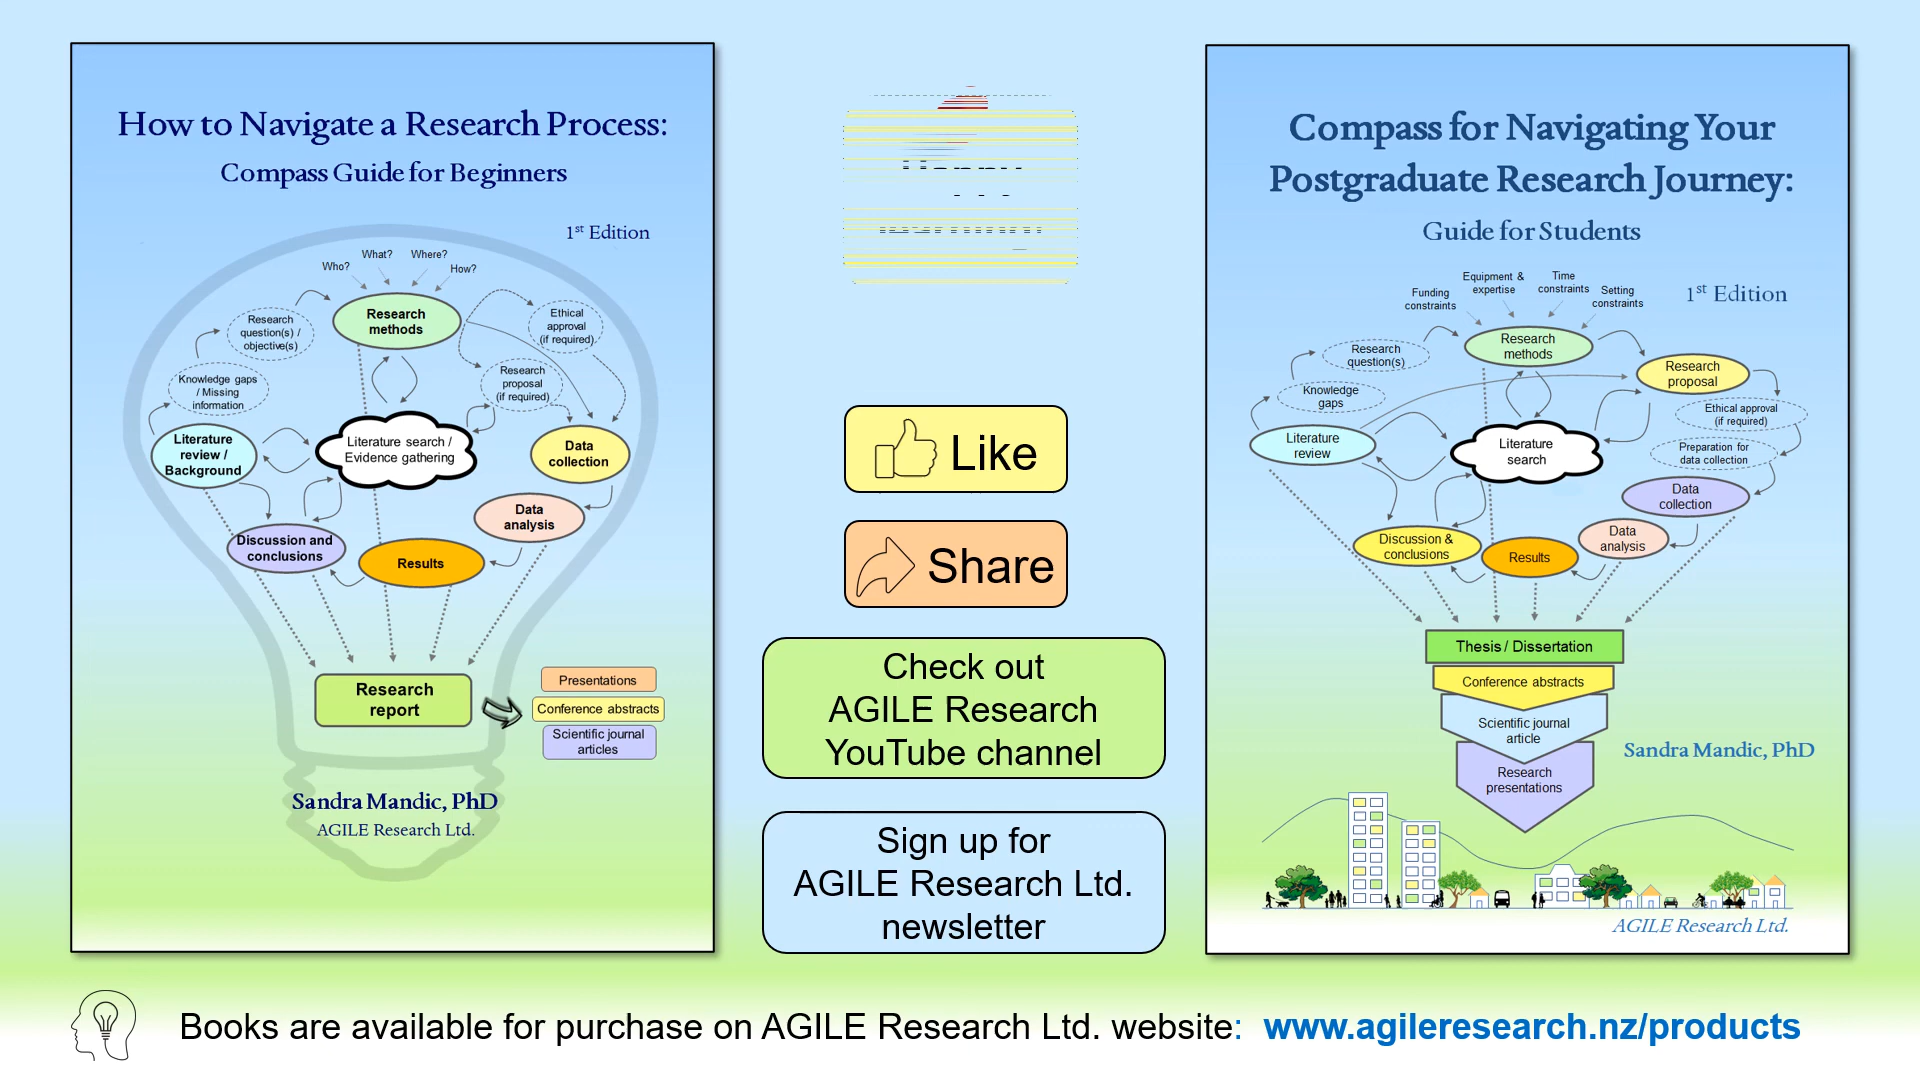 How to Navigate a Research Process:
Compass Guide for Beginners
1st Edition
Who?
What?
Where?
How?
Research
methods
Research
question(s) /
objective(s)
Ethical
approval
(if required)
Knowledge gaps
/ Missing
information
Research
proposal
(if required)
Literature
review /
Background
Literature search /
Evidence gathering
Data
collection
Data
analysis
Discussion and
conclusions
Results
Research
report
Presentations
Conference abstracts
Scientific journal
articles
Sandra Mandic, PhD
AGILE Research Ltd.
Like
Share
Check out
AGILE Research
YouTube channel
Sign up for
AGILE Research Ltd.
newsletter
Compass for Navigating Your
Postgraduate Research Journey:
Guide for Students
1st Edition
Funding
constraints
Equipment &
expertise
Time
constraints
Setting
constraints
Research
methods
Research
question(s)
Research
proposal
Knowledge
gaps
Ethical approval
(if required)
Literature
review
Literature
search
Preparation for
data collection
Data
collection
Data
analysis
Discussion &
conclusions
Results
Thesis / Dissertation
Conference abstracts
Scientific journal
article
Research
presentations
Sandra Mandic, PhD
AGILE Research Ltd.
Books are available for purchase on AGILE Research Ltd. website: www.agileresearch.nz/products